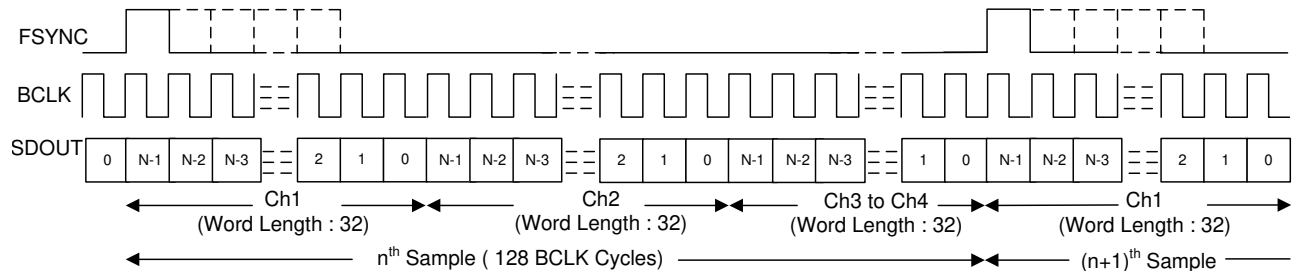 FSYNC
BCLK
SDOUT 0 N-1 N-2 N-3 2 1 0 N-1 N-2 N-3 2 1 0 N-1 N-2 N-3 1 0 N-1 N-2 N-3 2 1 0
Ch1 Ch2 Ch3 to Ch4 Ch1
(Word Length : 32) (Word Length : 32) (Word Length : 32) (Word Length : 32)
nth Sample ( 128 BCLK Cycles) (n+1)th Sample